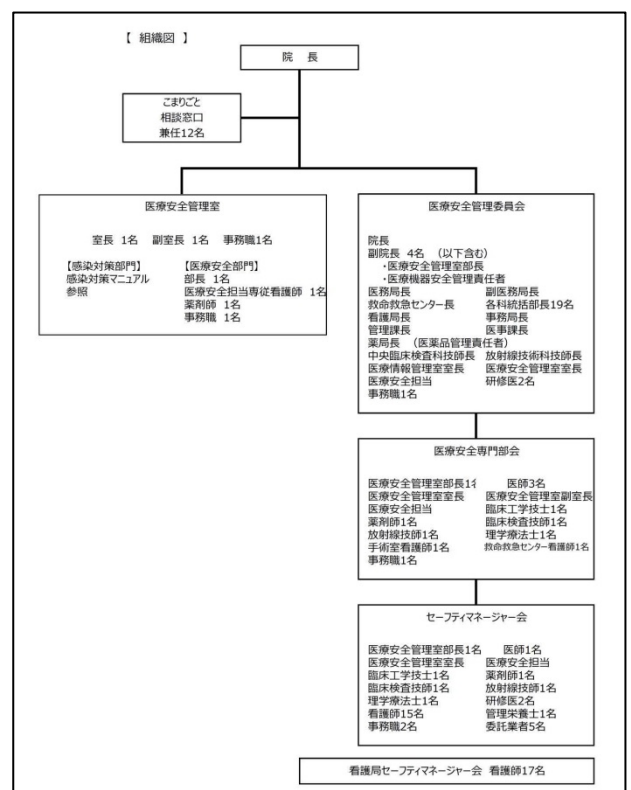 【 組織図 】
院 長
こまりごと
相談窓口
兼任12名
医療安全管理室
室長 1名 副室長 1名 事務職1名
【感染対策部門】 【医療安全部門】
感染対策マニュアル 部長 1名
参照 医療安全担当専従看護師 1名
薬剤師 1名
事務職 1名
医療安全管理委員会
院長
副院長 4名 (以下含む)
・医療安全管理室部長
・医療機器安全管理責任者
医務局長 副医務局長
救命救急センター長 各科統括部長19名
看護局長 事務局長
管理課長 医事課長
薬局長 (医薬品管理責任者)
中央臨床検査科技師長 放射線技術科技師長
医療情報管理室室長 医療安全管理室室長
医療安全担当 研修医2名
事務職1名
医療安全専門部会
医療安全管理室部長1名 医師3名
医療安全管理室室長 医療安全管理室副室長
医療安全担当 臨床工学技士1名
薬剤師1名 臨床検査技師1名
放射線技師1名 理学療法士1名
手術室看護師1名 救命救急センター看護師1名
事務職1名
セーフティマネージャー会
医療安全管理室部長1名 医師1名
医療安全管理室室長 医療安全担当
臨床工学技士1名 薬剤師1名
臨床検査技師1名 放射線技師1名
理学療法士1名 研修医2名
看護師15名 管理栄養士1名
事務職2名 委託業者5名
看護局セーフティマネージャー会 看護師17名